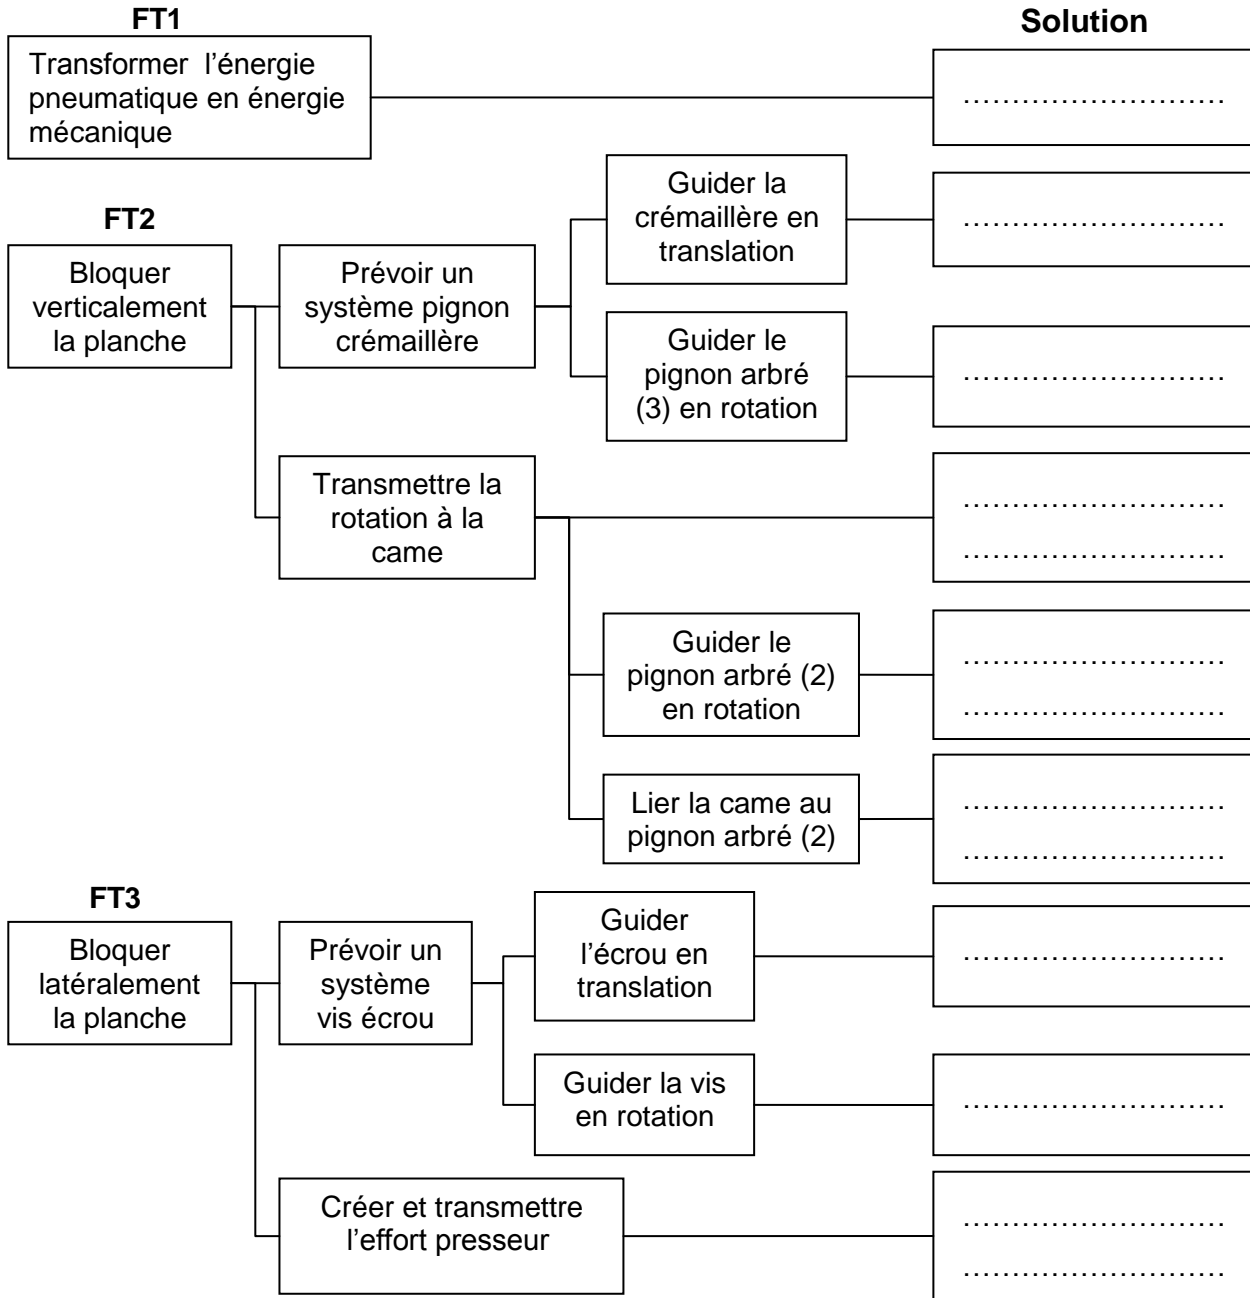 FT1
Solution
Transformer l’énergie
pneumatique en énergie
mécanique
………………………
Guider la
crémaillère en
translation
………………………
FT2
Bloquer
verticalement
la planche
Prévoir un
système pignon
crémaillère
Guider le
pignon arbré
(3) en rotation
………………………
Transmettre la
rotation à la
came
………………………
………………………
Guider le
pignon arbré (2)
en rotation
………………………
………………………
Lier la came au
pignon arbré (2)
………………………
………………………
FT3
Bloquer
latéralement
la planche
Prévoir un
système
vis écrou
Guider
l’écrou en
translation
………………………
Guider la vis
en rotation
………………………
Créer et transmettre
l’effort presseur
………………………
………………………